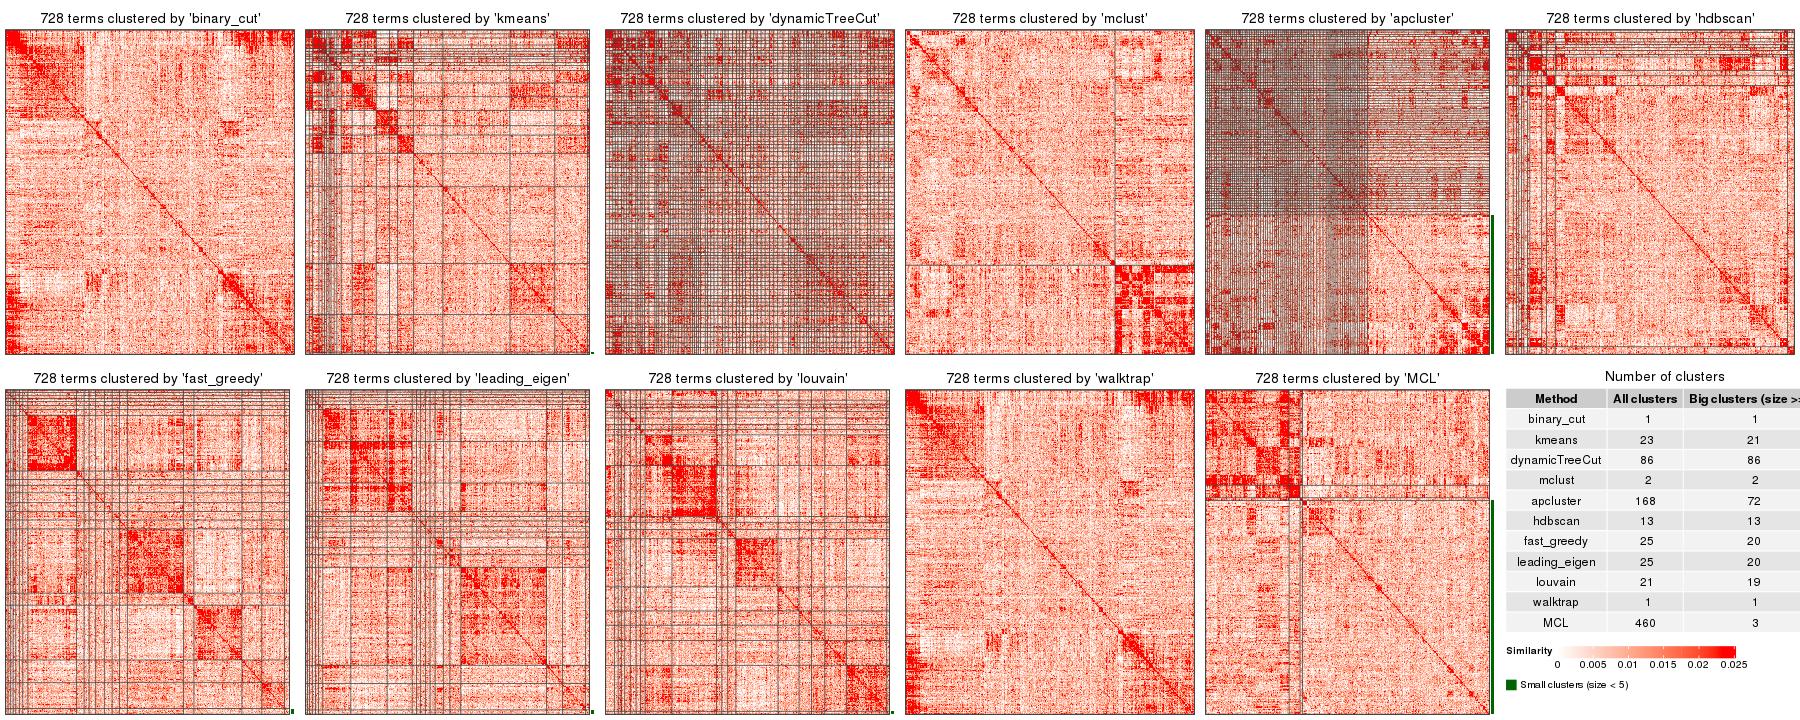 728 terms clustered by 'binary_cut'
728 terms clustered by 'kmeans'
728 terms clustered by 'dynamicTreeCut'
728 terms clustered by 'mclust'
728 terms clustered by 'apcluster'
728 terms clustered by 'hdbscan'
728 terms clustered by 'fast_greedy'
728 terms clustered by 'leading_eigen'
728 terms clustered by 'louvain'
728 terms clustered by 'walktrap'
728 terms clustered by 'MCL'
Number of clusters
Method All clusters Big clusters (size >=
binary_cut 1 1
kmeans 23 21
dynamicTreeCut 86 86
mclust 2 2
apcluster 168 72
hdbscan 13 13
fast_greedy 25 20
leading_eigen 25 20
louvain 21 19
walktrap 1 1
MCL 460 3
Similarity
0 0.005 0.01 0.015 0.02 0.025
Small clusters (size < 5)